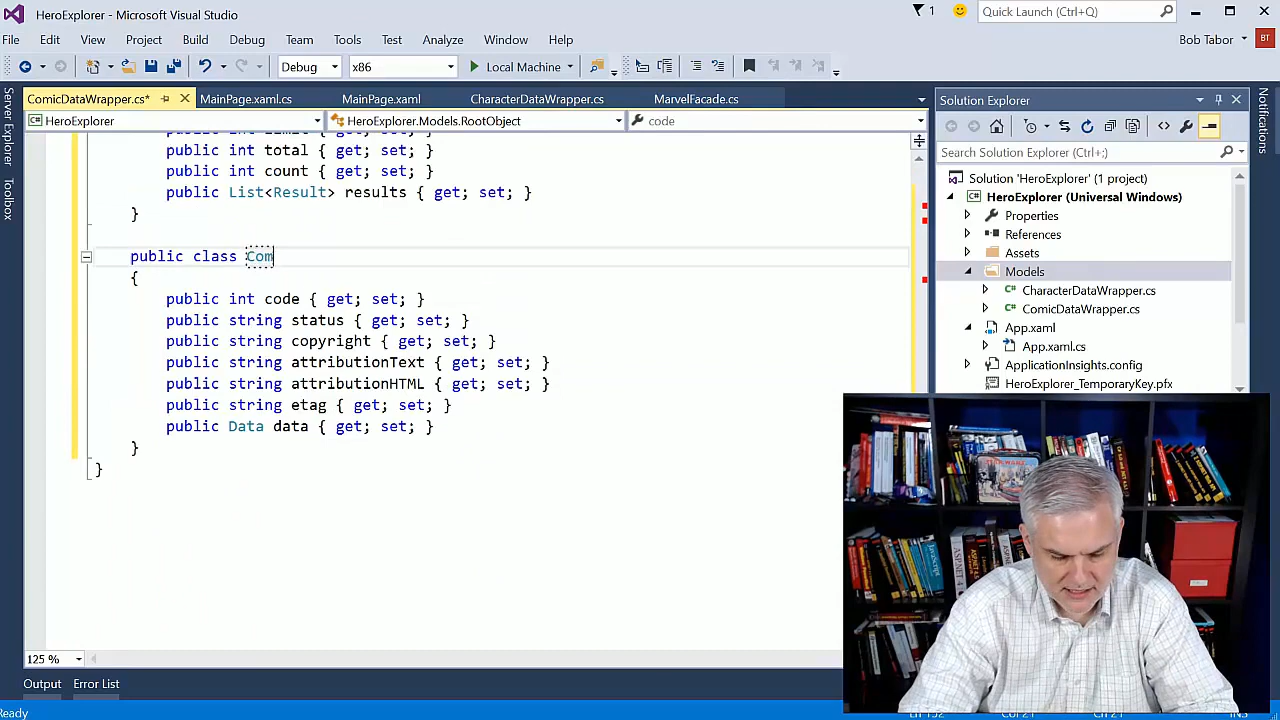 HeroExplorer - Microsoft Visual Studio
1
Quick Launch (Ctrl+Q)
File Edit View Project Build Debug Team Tools Test Analyze Window Help
Bob Tabor BT
Debug x86 Local Machine
Server Explorer
Toolbox
Notifications
ComicDataWrapper.cs* MainPage.xaml.cs MainPage.xaml CharacterDataWrapper.cs MarvelFacade.cs
HeroExplorer HeroExplorer.Models.RootObject code
public int limit { get; set; }
public int total { get; set; }
public int count { get; set; }
public List<Result> results { get; set; }
}
public class Com
{
public int code { get; set; }
public string status { get; set; }
public string copyright { get; set; }
public string attributionText { get; set; }
public string attributionHTML { get; set; }
public string etag { get; set; }
public Data data { get; set; }
}
}
125 %
Output Error List
Ready
Solution Explorer
Search Solution Explorer (Ctrl+;)
Solution 'HeroExplorer' (1 project)
HeroExplorer (Universal Windows)
Properties
References
Assets
Models
CharacterDataWrapper.cs
ComicDataWrapper.cs
App.xaml
App.xaml.cs
ApplicationInsights.config
HeroExplorer_TemporaryKey.pfx